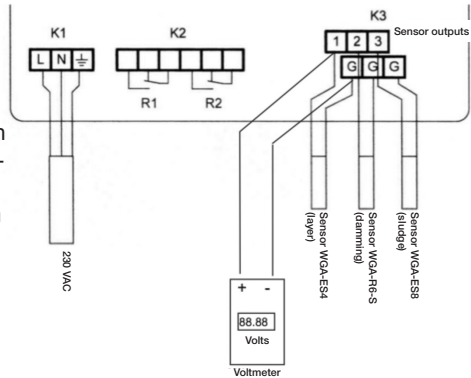 K1
K2
K3
Sensor outputs
L N
1 2 3
G G G
R1
R2
230 VAC
Sensor WGA-ES4
(layer)
Sensor WGA-R6-S
(damming)
Sensor WGA-ES8
(sludge)
+ -
88.88
Volts
Voltmeter